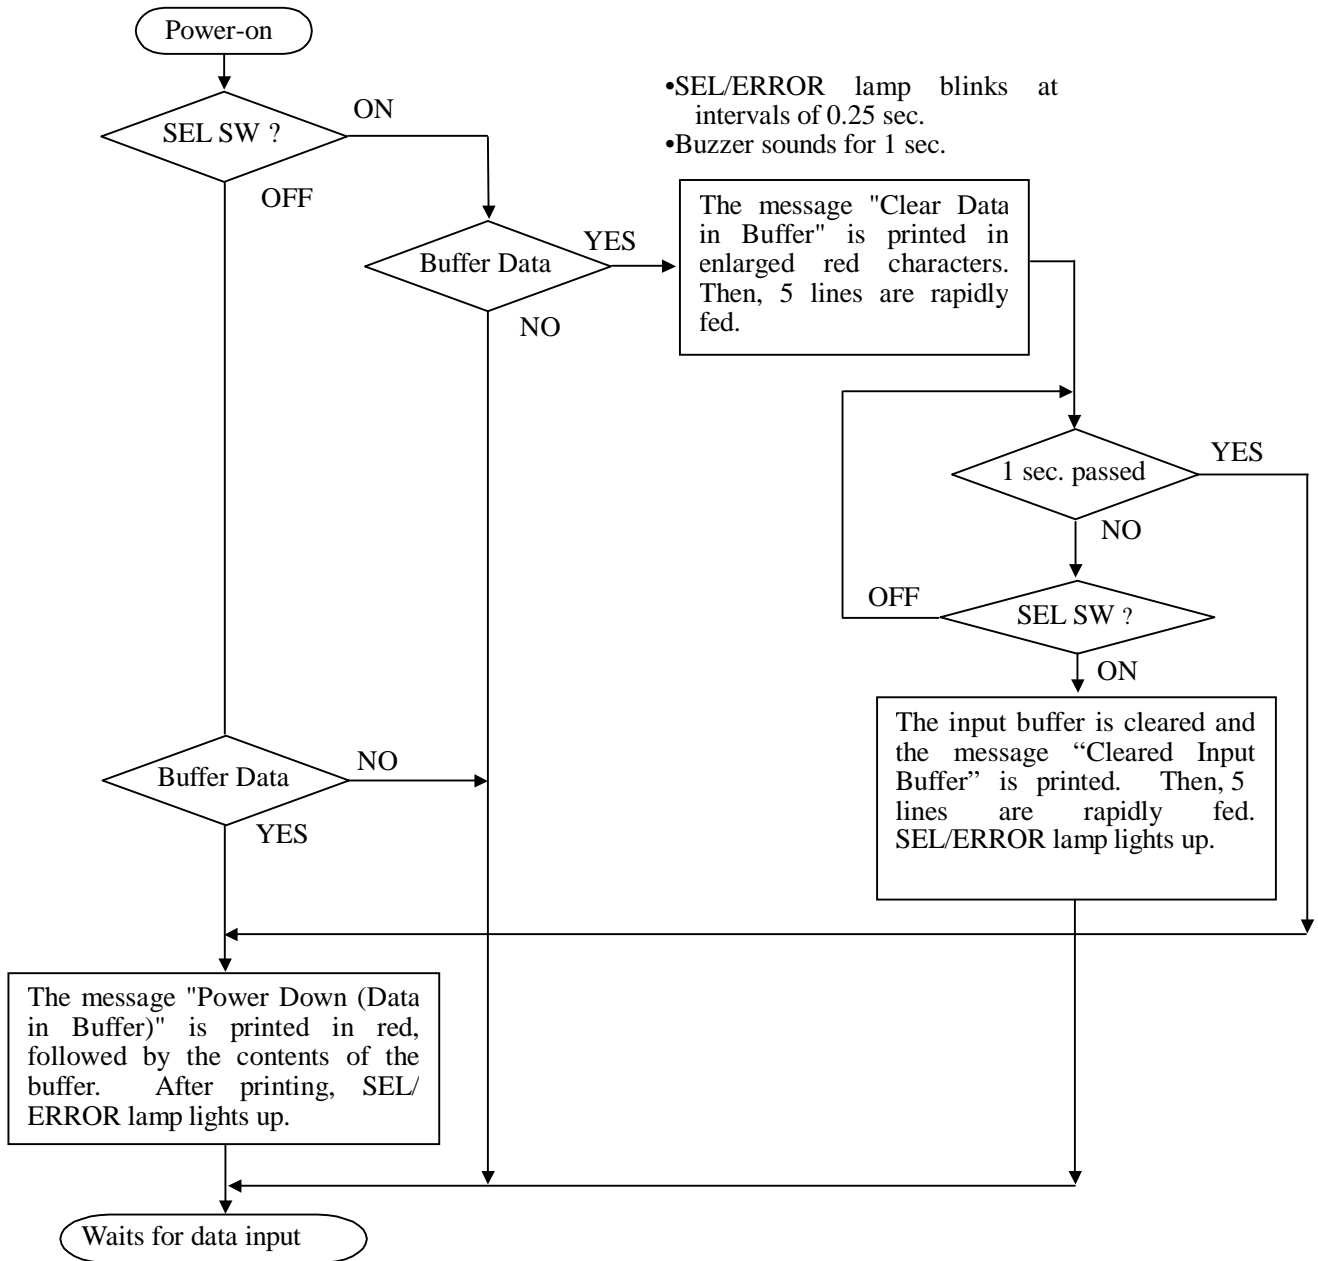 Power-on
SEL SW ?
ON
OFF
•SEL/ERROR lamp blinks at
intervals of 0.25 sec.
•Buzzer sounds for 1 sec.
Buffer Data
YES
NO
The message "Clear Data
in Buffer" is printed in
enlarged red characters.
Then, 5 lines are rapidly
fed.
1 sec. passed
YES
NO
SEL SW ?
OFF
ON
The input buffer is cleared and
the message “Cleared Input
Buffer” is printed. Then, 5
lines are rapidly fed.
SEL/ERROR lamp lights up.
Buffer Data
NO
YES
The message "Power Down (Data
in Buffer)" is printed in red,
followed by the contents of the
buffer. After printing, SEL/
ERROR lamp lights up.
Waits for data input